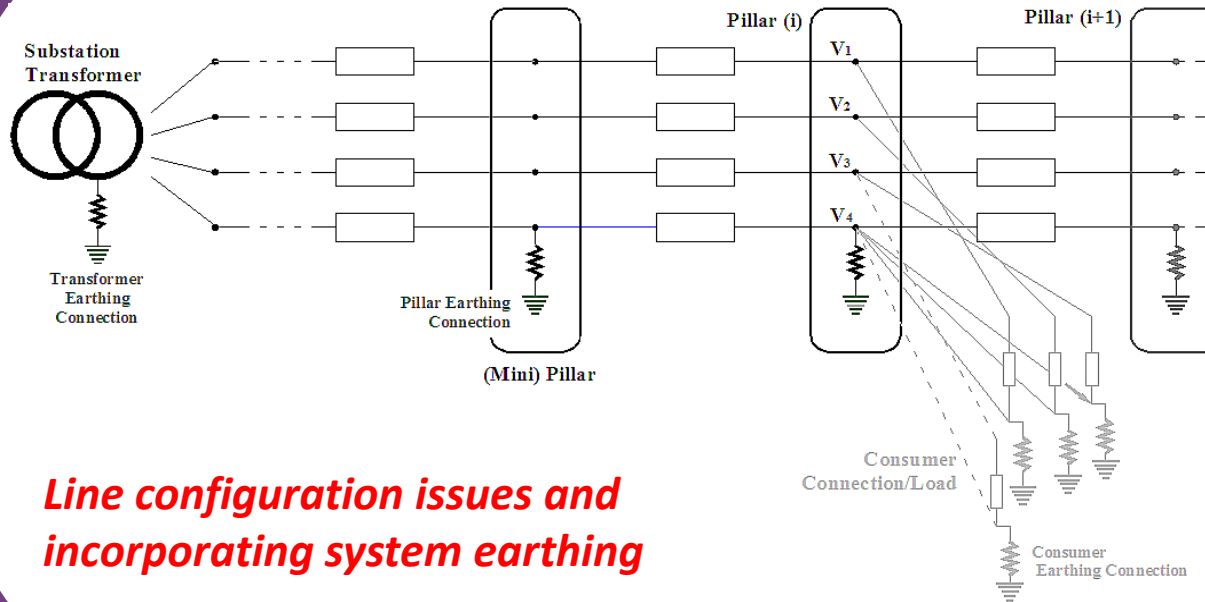 Substation
Transformer
Transformer
Earthing
Connection
Pillar Earthing
Connection
(Mini) Pillar
Pillar (i)
V1
V2
V3
V4
Pillar (i+1)
Consumer
Connection/Load
Consumer
Earthing Connection
Line configuration issues and
incorporating system earthing